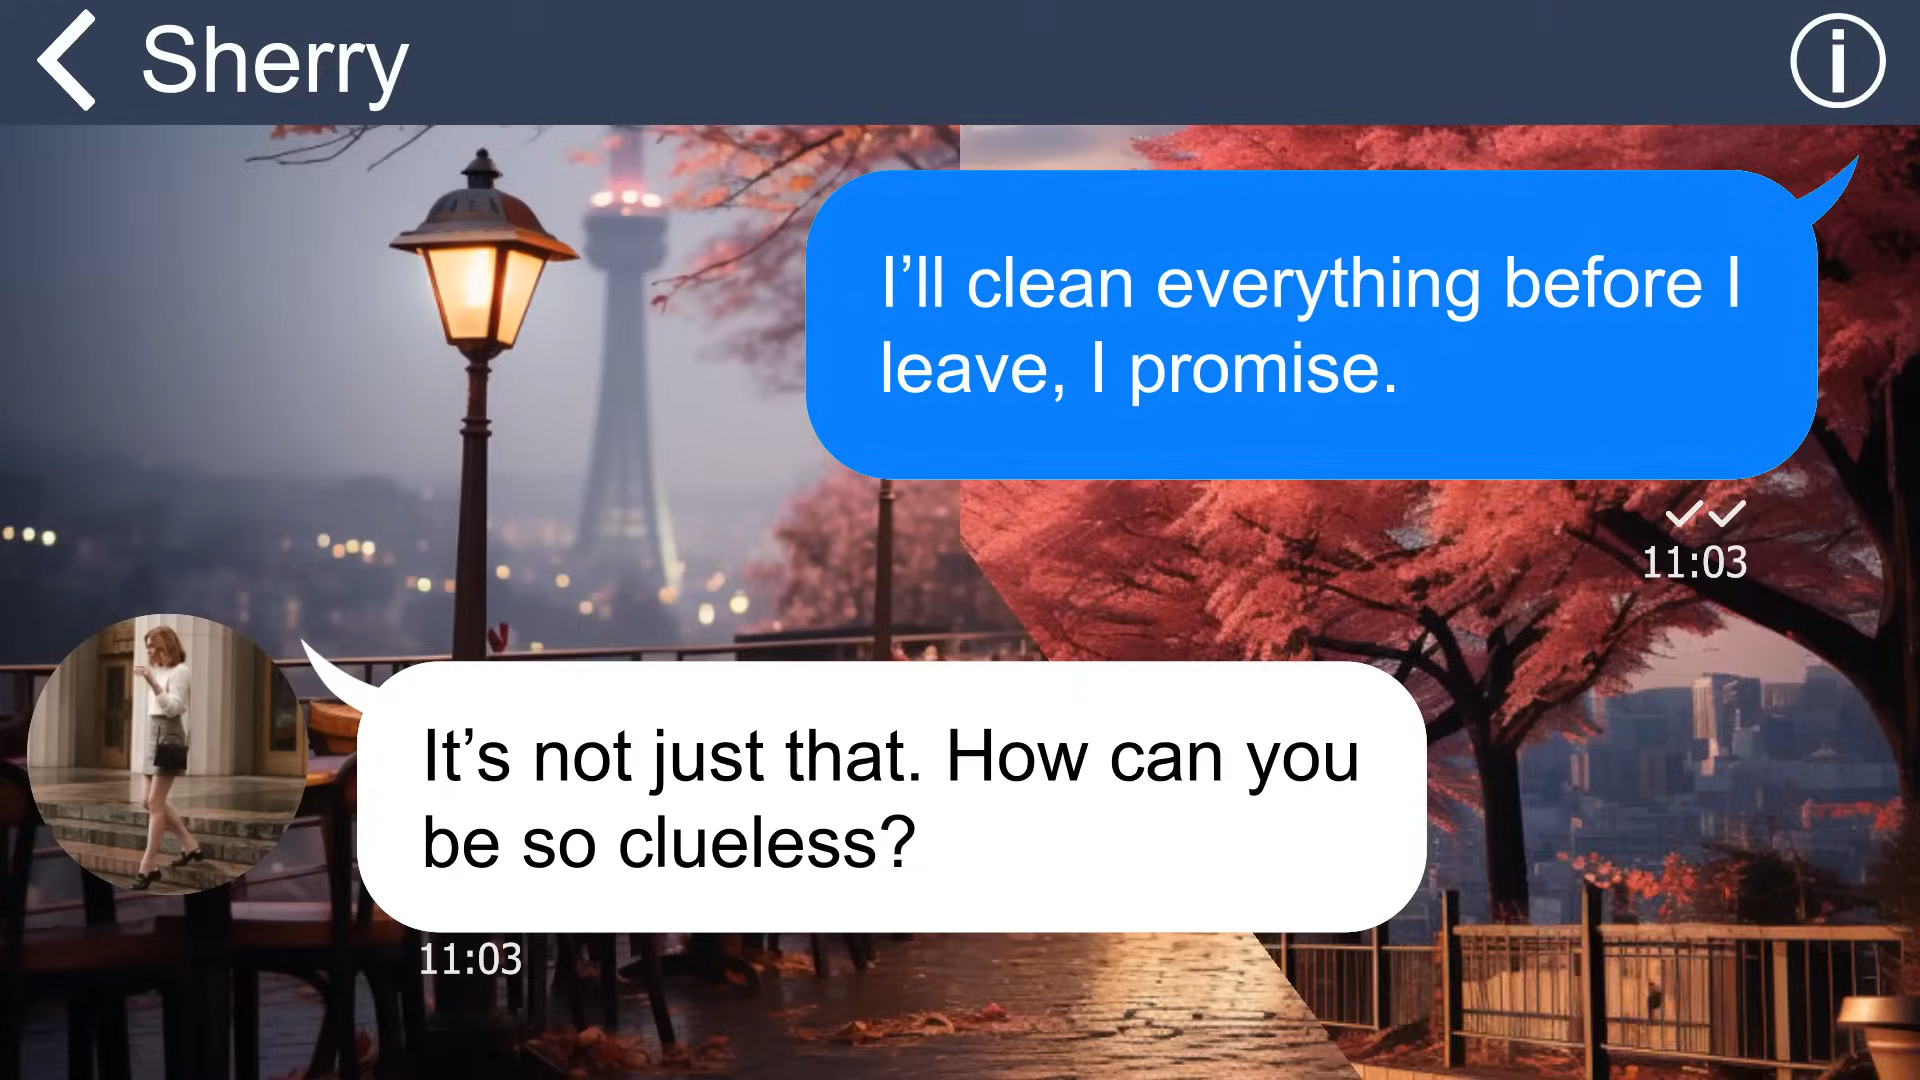 Sherry
I’ll clean everything before I
leave, I promise.
11:03
It’s not just that. How can you
be so clueless?
11:03